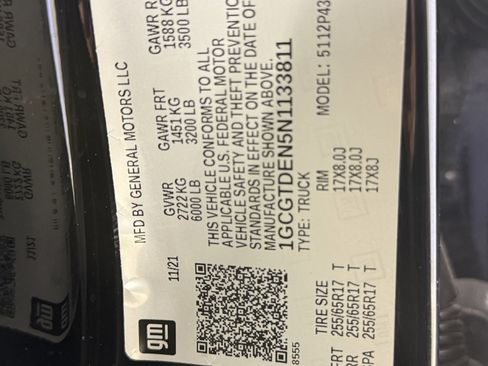 gm
MFD BY GENERAL MOTORS LLC
11/21
GVWR GAWR FRT GAWR R
2722 KG 1451 KG 1588 KG
6000 LB 3200 LB 3500 LB
THIS VEHICLE CONFORMS TO ALL
APPLICABLE U.S. FEDERAL MOTOR
VEHICLE SAFETY AND THEFT PREVENTIO
STANDARDS IN EFFECT ON THE DATE OF
MANUFACTURE SHOWN ABOVE.
1GCGTDEN5N1133811
TYPE: TRUCK MODEL: 5112P43
8555
TIRE SIZE RIM
FRT 255/65R17 T 17X8.0J
RR 255/65R17 T 17X8.0J
SPA 255/65R17 T 17X8J